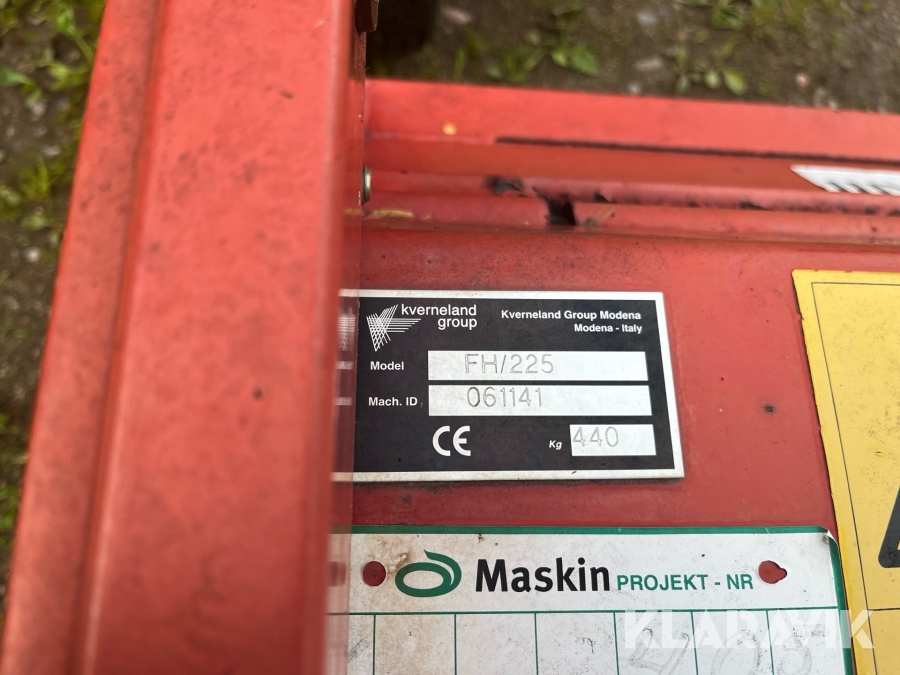 kverneland
group
Kverneland Group Modena
Modena - Italy
Model FH/225
Mach. ID 061141
CE Kg 440
Maskin PROJEKT - NR
KLARAVIK